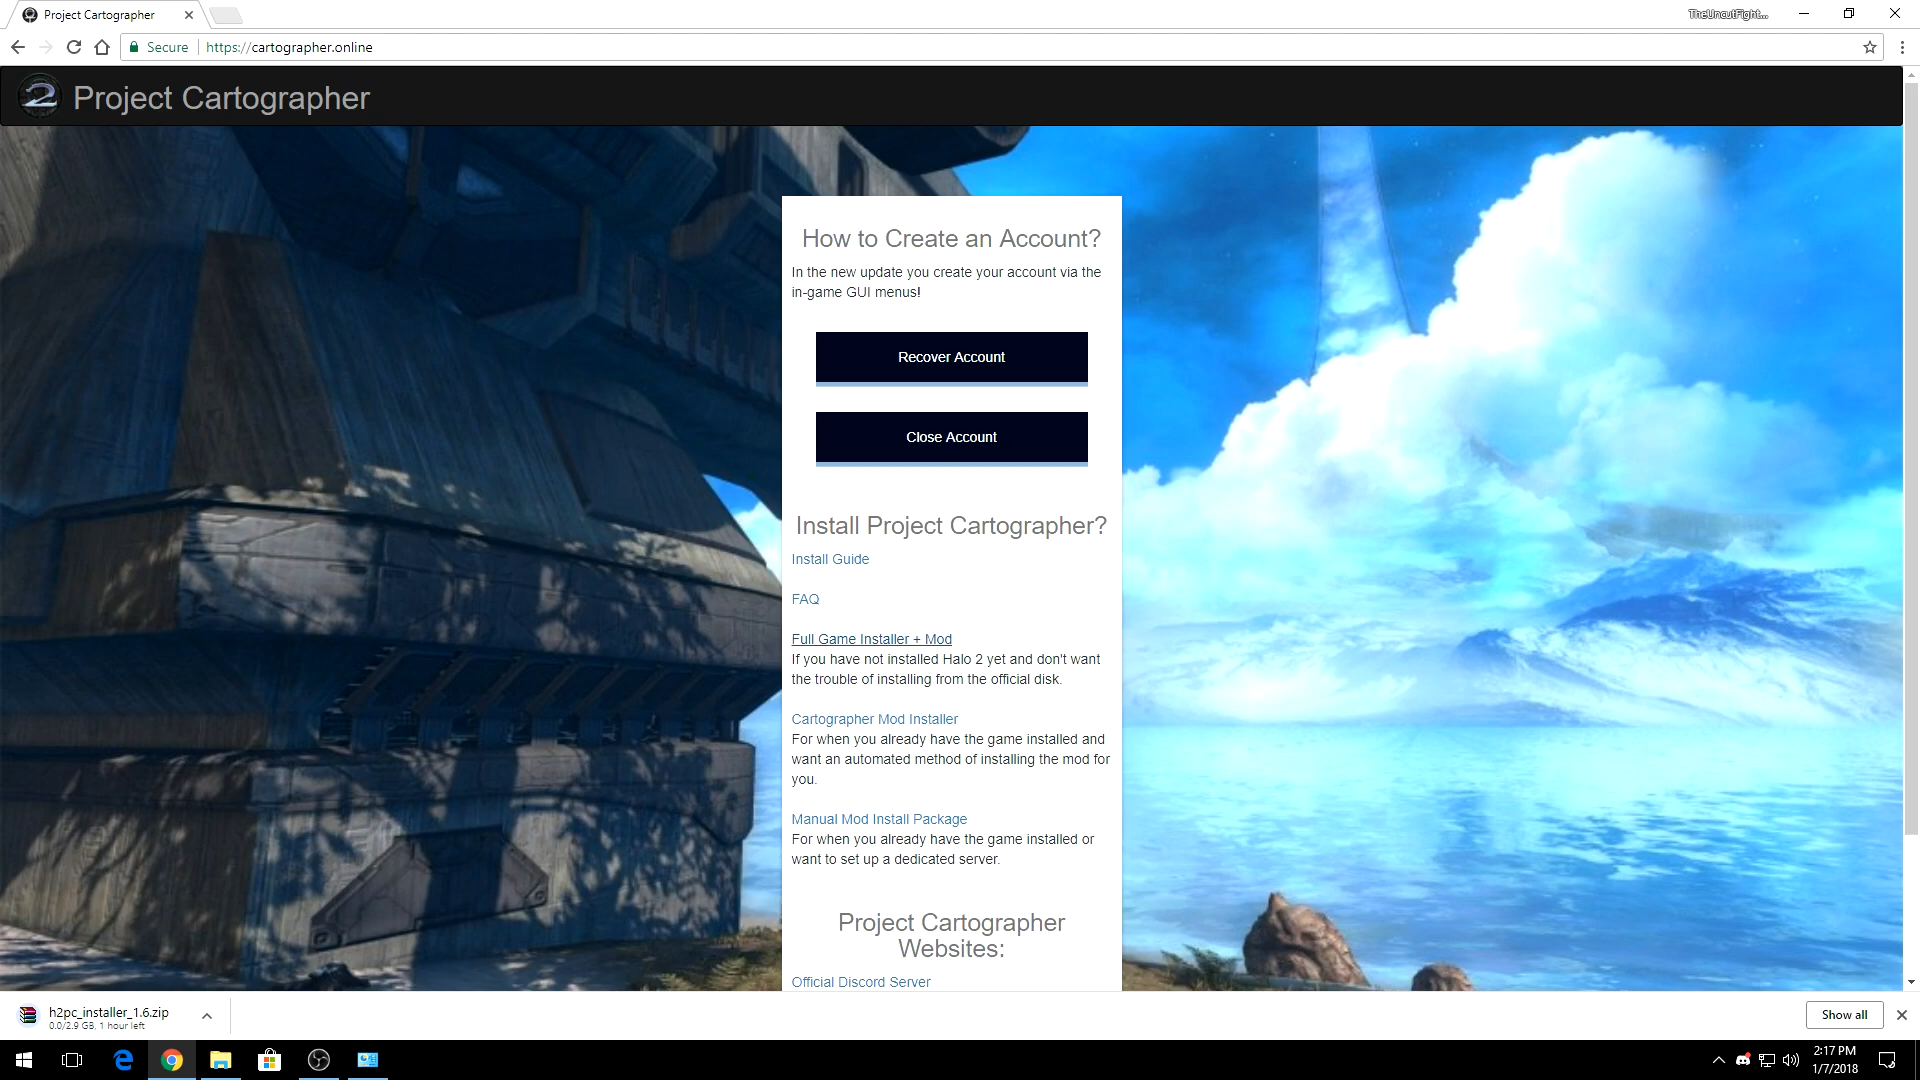 Project Cartographer
TheUncutFight...
Secure
https://cartographer.online
2 Project Cartographer
How to Create an Account?
In the new update you create your account via the
in-game GUI menus!
Recover Account
Close Account
Install Project Cartographer?
Install Guide
FAQ
Full Game Installer + Mod
If you have not installed Halo 2 yet and don't want
the trouble of installing from the official disk.
Cartographer Mod Installer
For when you already have the game installed and
want an automated method of installing the mod for
you.
Manual Mod Install Package
For when you already have the game installed or
want to set up a dedicated server.
Project Cartographer
Websites:
Official Discord Server
h2pc_installer_1.6.zip
0.0/2.9 GB, 1 hour left
Show all
2:17 PM
1/7/2018